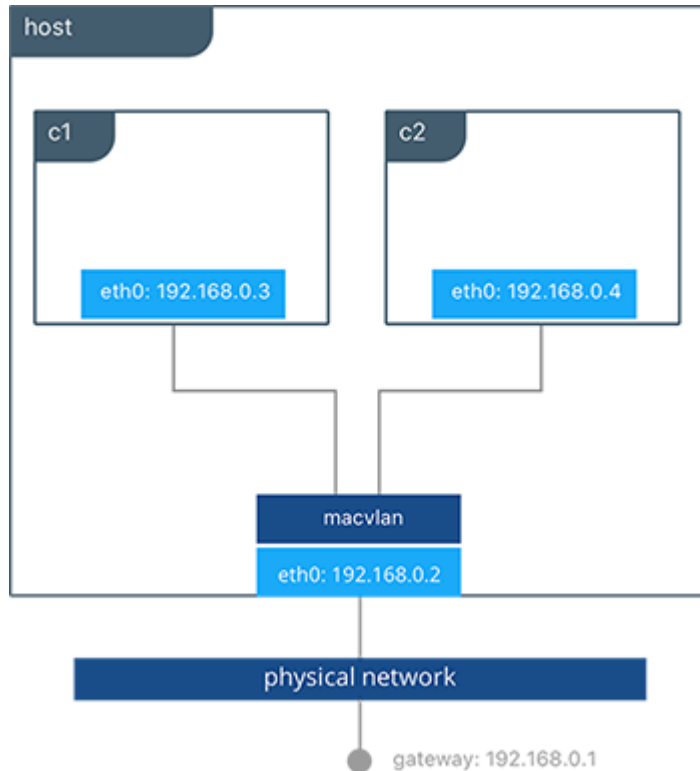 host
c1
c2
eth0: 192.168.0.3
eth0: 192.168.0.4
macvlan
eth0: 192.168.0.2
physical network
gateway: 192.168.0.1